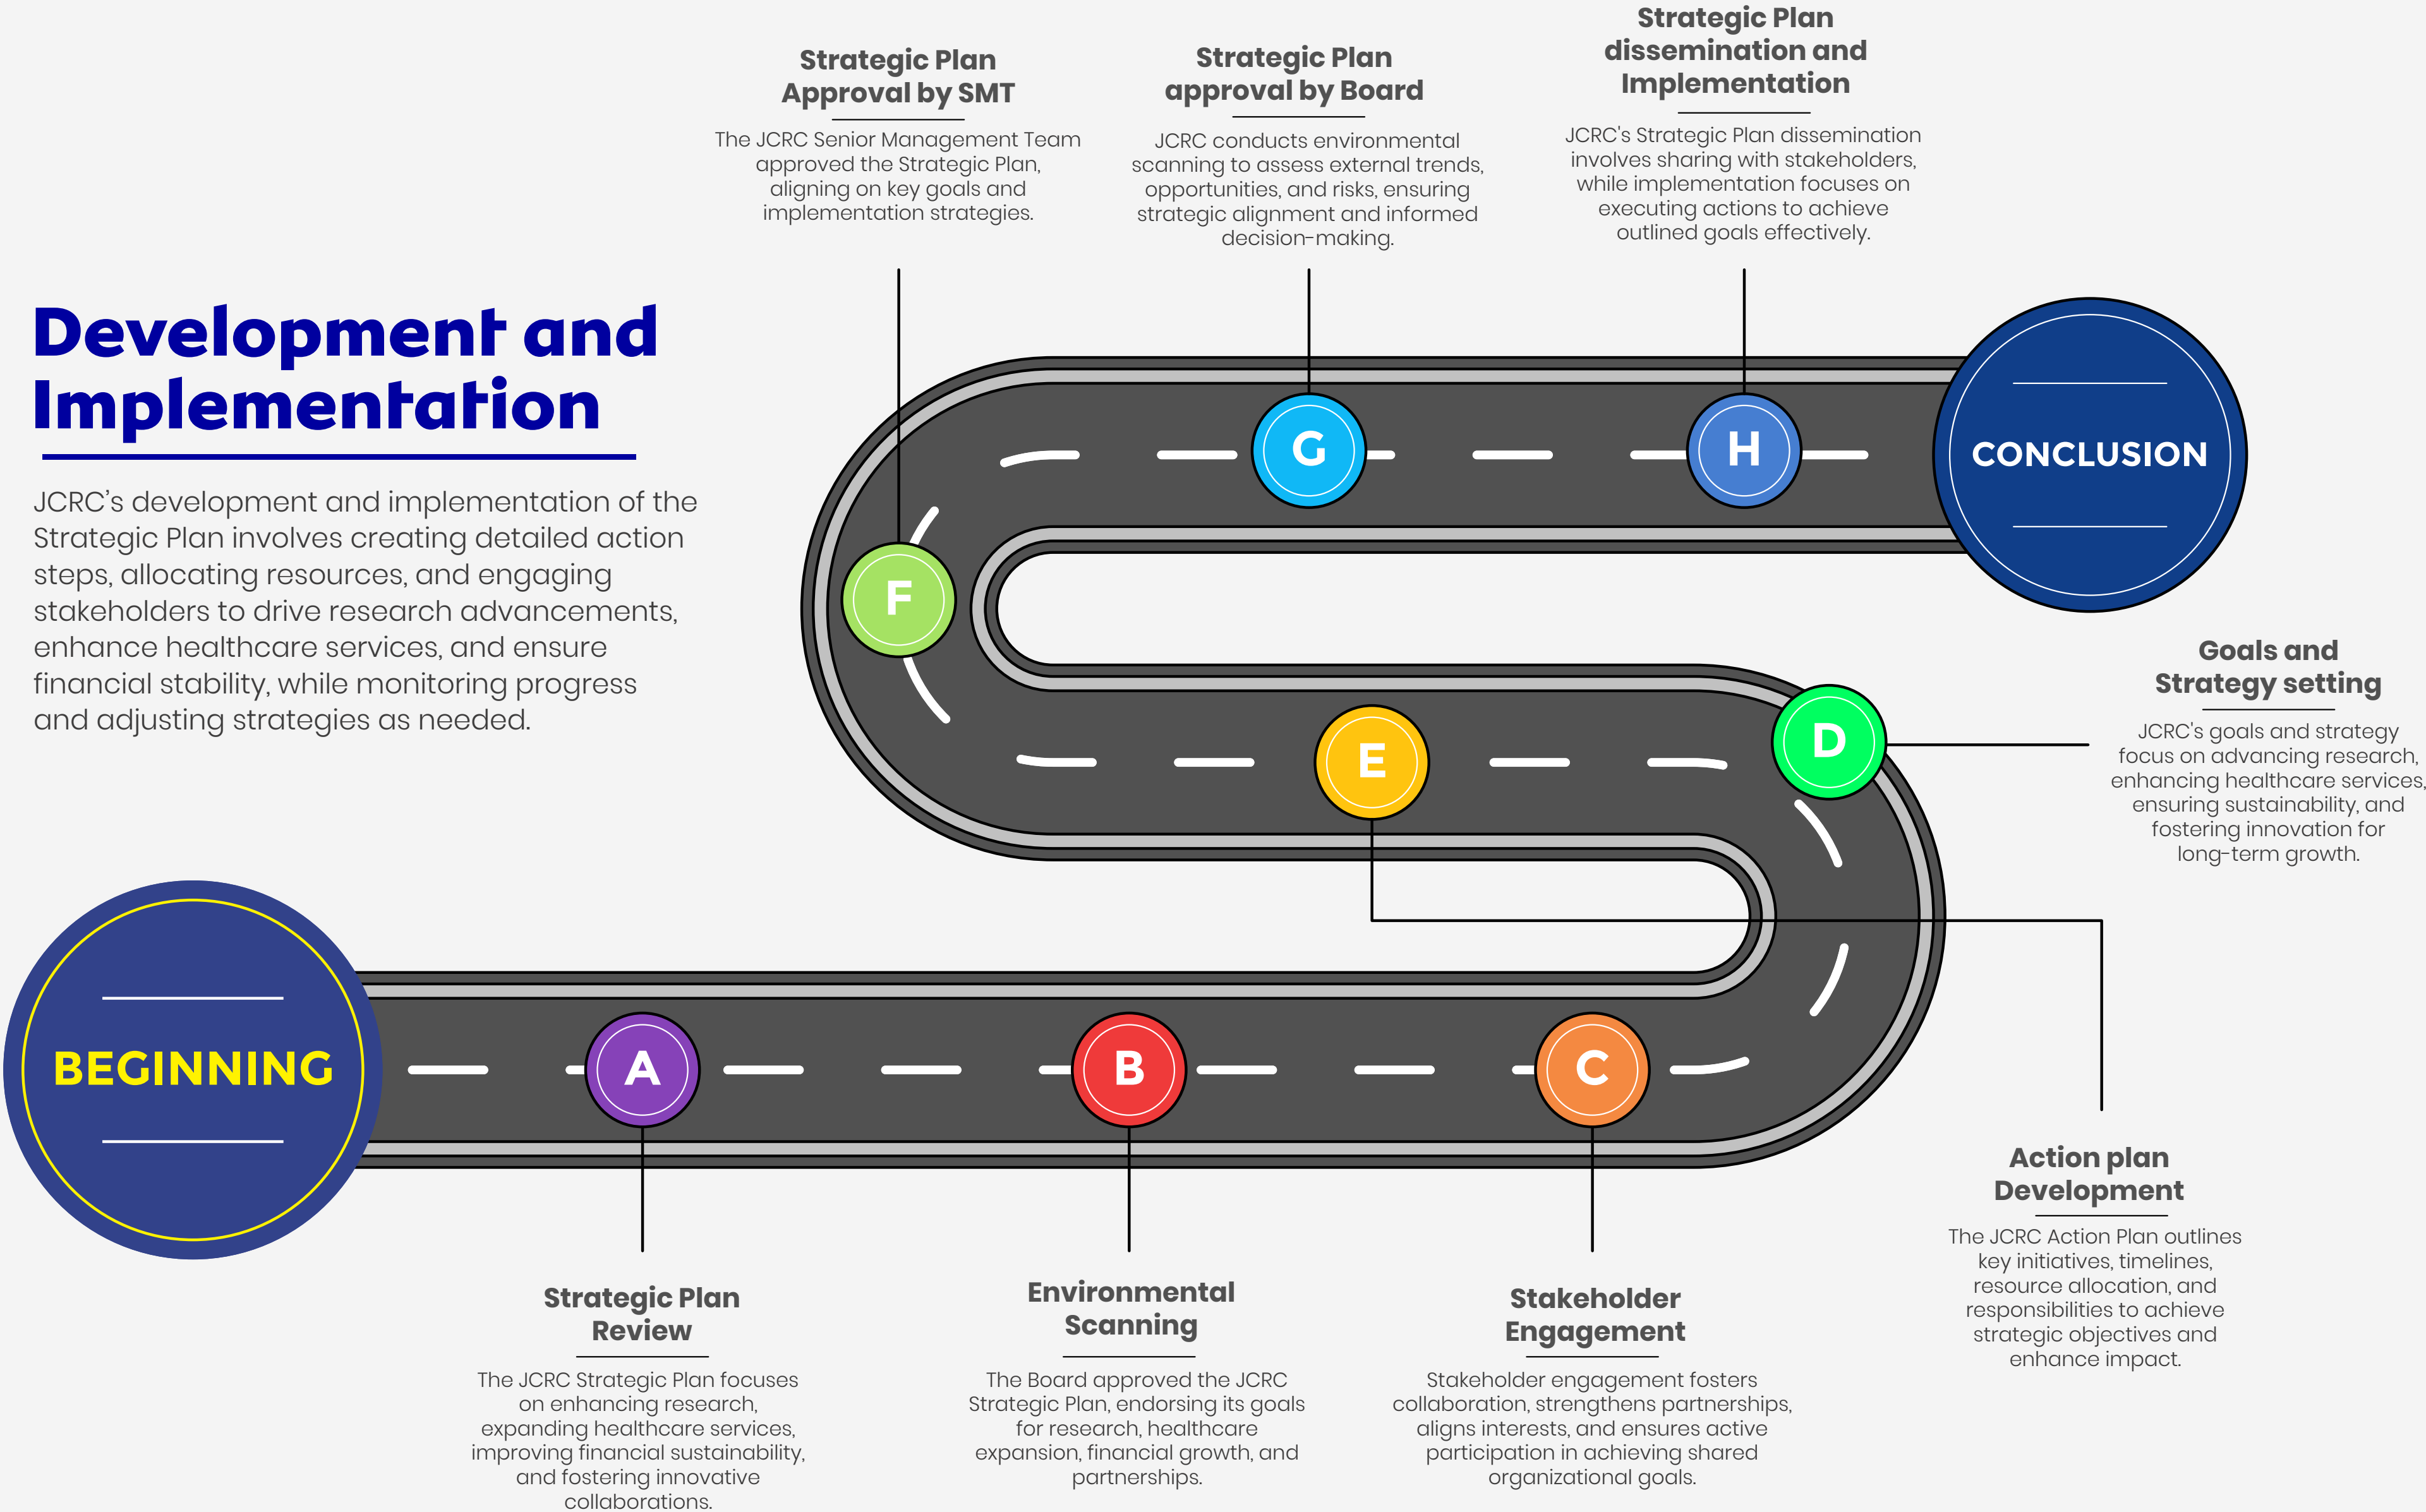 Strategic Plan
Approval by SMT
The JCRC Senior Management Team
approved the Strategic Plan,
aligning on key goals and
implementation strategies.
Strategic Plan
approval by Board
JCRC conducts environmental
scanning to assess external trends,
opportunities, and risks, ensuring
strategic alignment and informed
decision-making.
Strategic Plan
dissemination and
Implementation
JCRC's Strategic Plan dissemination
involves sharing with stakeholders,
while implementation focuses on
executing actions to achieve
outlined goals effectively.
Development and
Implementation
JCRC’s development and implementation of the
Strategic Plan involves creating detailed action
steps, allocating resources, and engaging
stakeholders to drive research advancements,
enhance healthcare services, and ensure
financial stability, while monitoring progress
and adjusting strategies as needed.
G
H
CONCLUSION
F
E
D
Goals and
Strategy setting
JCRC's goals and strategy
focus on advancing research,
enhancing healthcare services,
ensuring sustainability, and
fostering innovation for
long-term growth.
BEGINNING
A
B
C
Action plan
Development
The JCRC Action Plan outlines
key initiatives, timelines,
resource allocation, and
responsibilities to achieve
strategic objectives and
enhance impact.
Strategic Plan
Review
The JCRC Strategic Plan focuses
on enhancing research,
expanding healthcare services,
improving financial sustainability,
and fostering innovative
collaborations.
Environmental
Scanning
The Board approved the JCRC
Strategic Plan, endorsing its goals
for research, healthcare
expansion, financial growth, and
partnerships.
Stakeholder
Engagement
Stakeholder engagement fosters
collaboration, strengthens partnerships,
aligns interests, and ensures active
participation in achieving shared
organizational goals.